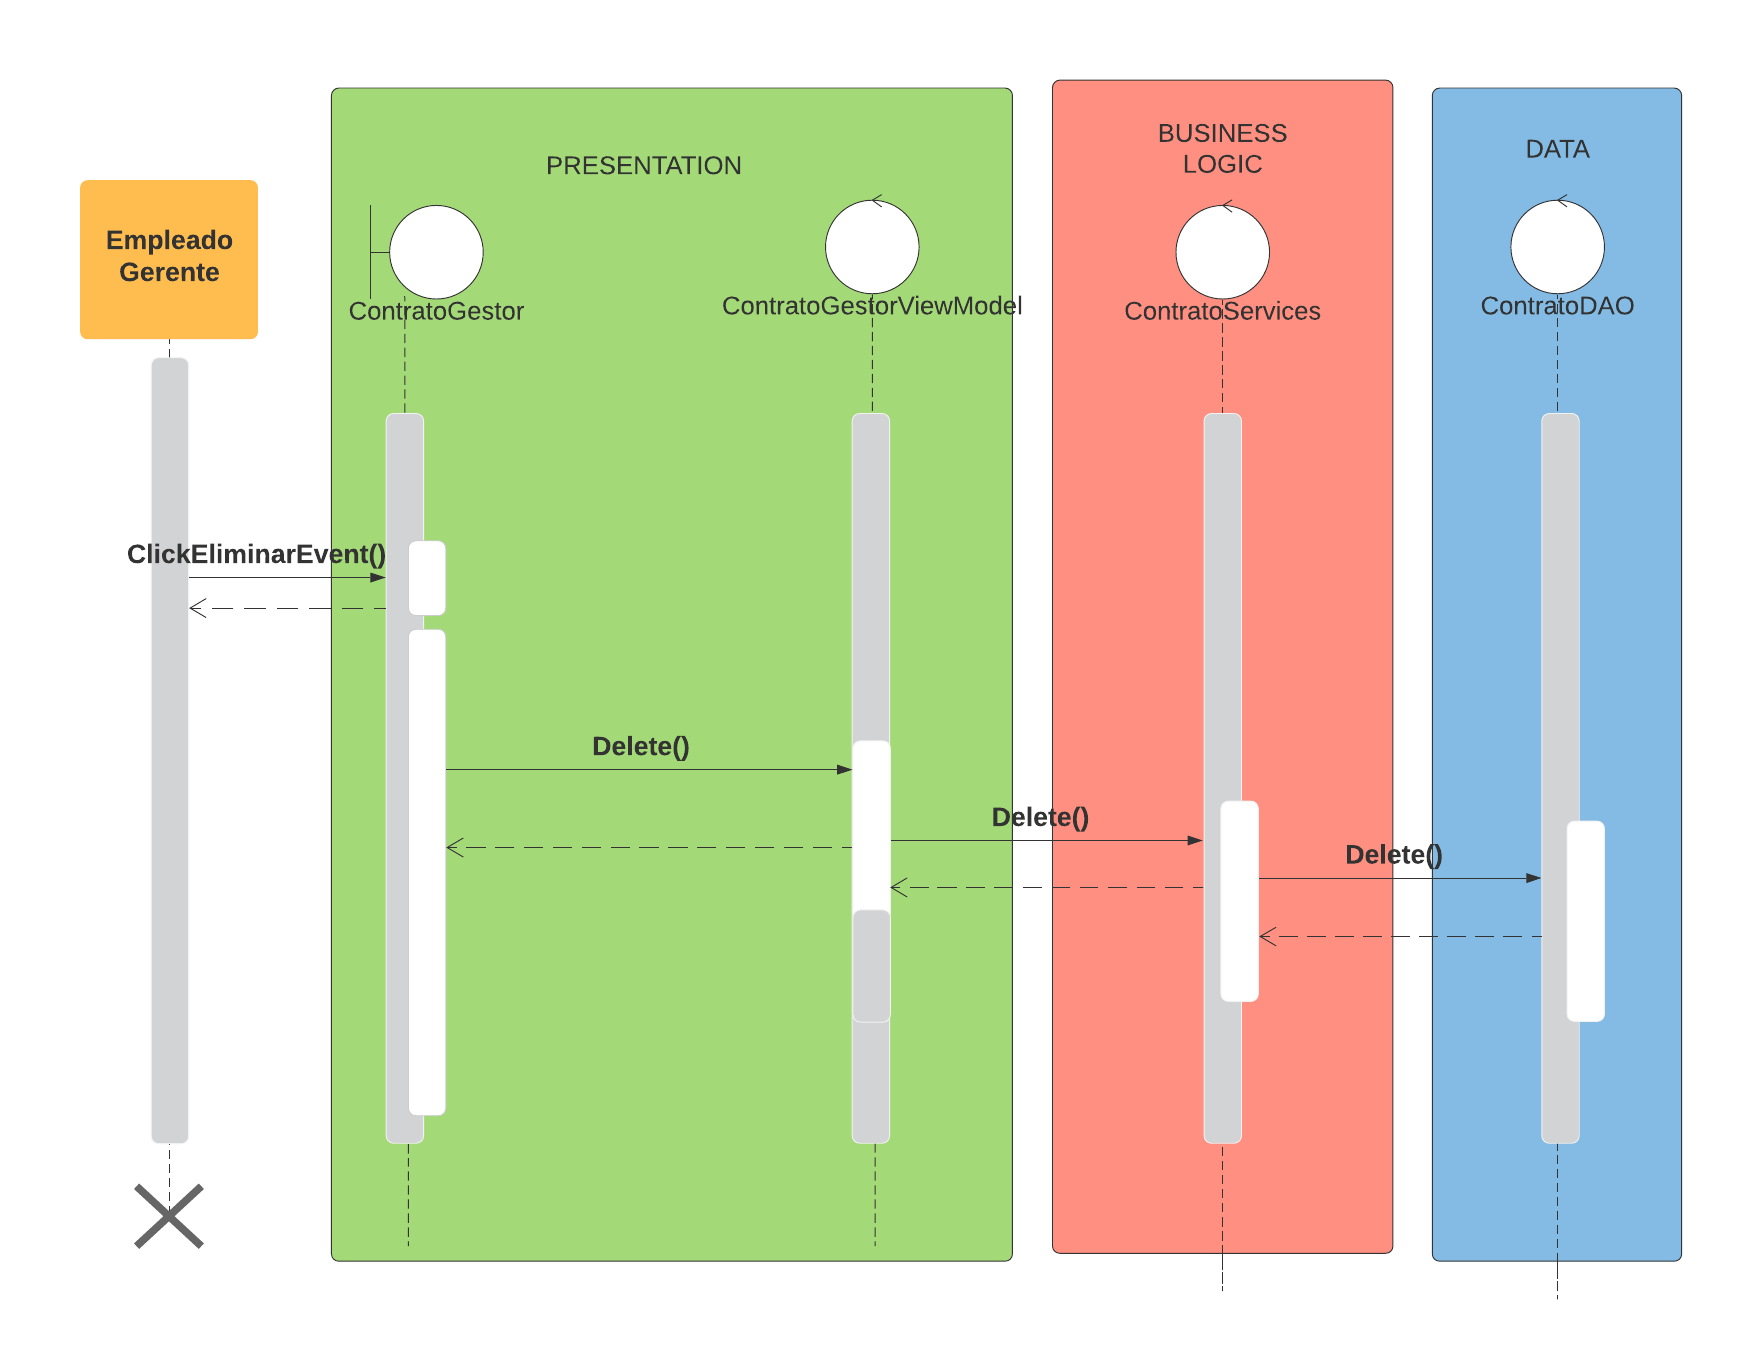 PRESENTATION
BUSINESS
LOGIC
DATA
Empleado
Gerente
ContratoGestor
ContratoGestorViewModel
ContratoServices
ContratoDAO
ClickEliminarEvent()
Delete()
Delete()
Delete()